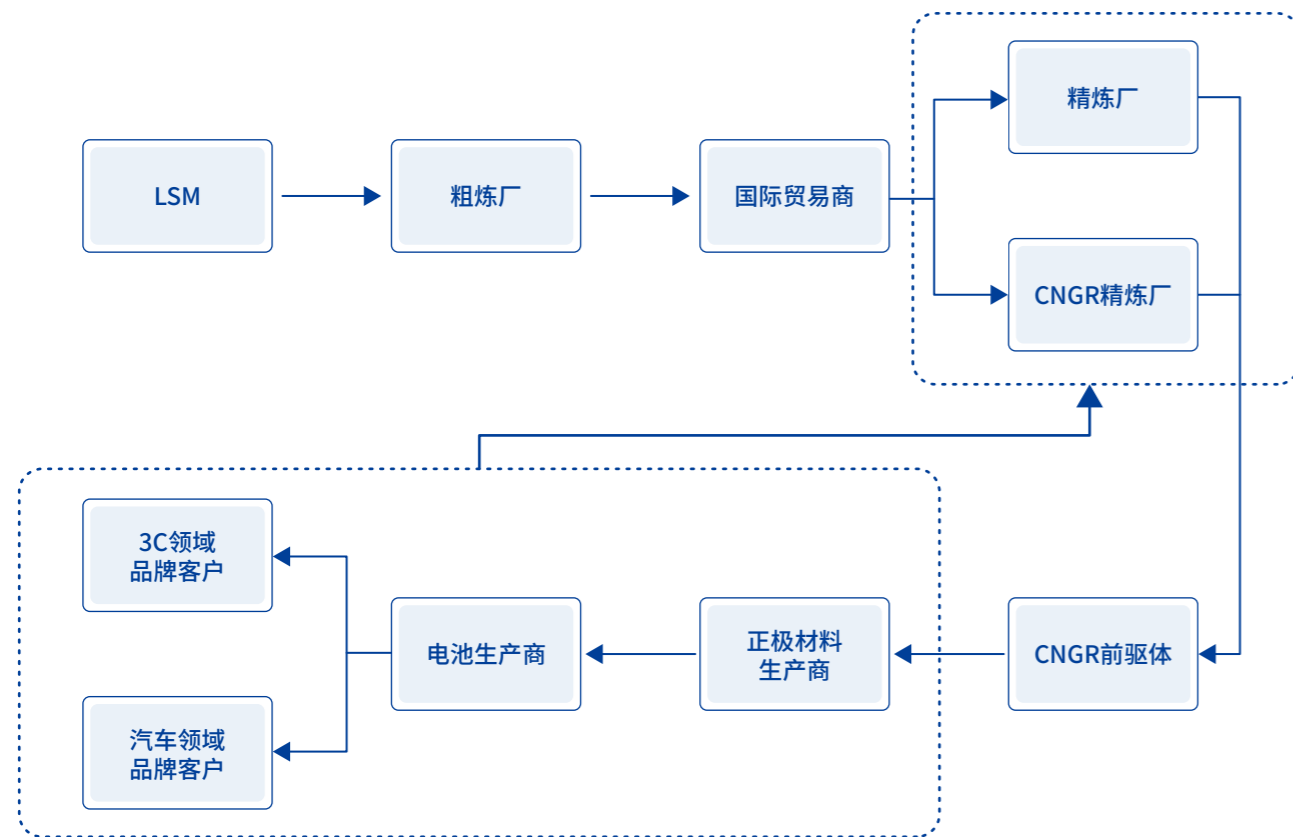 精炼厂
LSM
粗炼厂
国际贸易商
CNGR精炼厂
3C领域
品牌客户
电池生产商
正极材料
生产商
CNGR前驱体
汽车领域
品牌客户